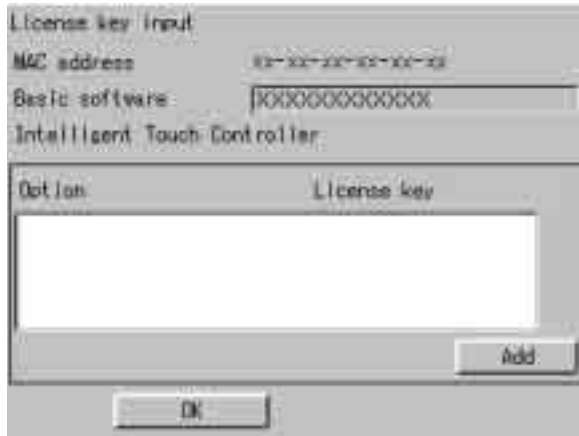 License key input
MAC address xx-xx-xx-xx-xx-xx
Basic software XXXXXXXXXXXXX
Intelligent Touch Controller
Option License key
Add
OK